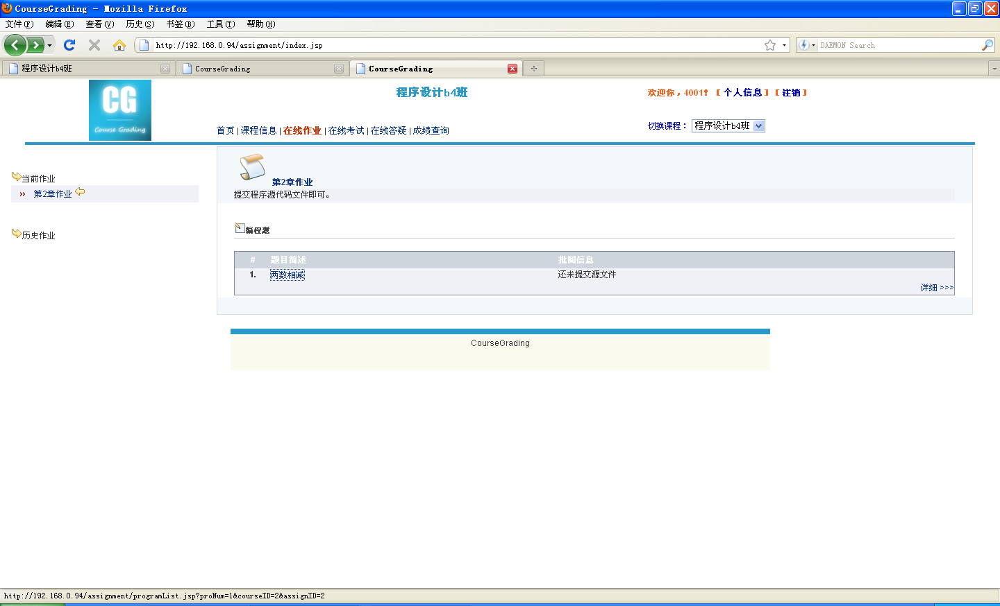 CourseGrading - Mozilla Firefox
文件(F) 编辑(E) 查看(V) 历史(S) 书签(B) 工具(T) 帮助(H)
http://192.168.0.94/assignment/index.jsp
DAEMON Search
程序设计b4班
CourseGrading
CourseGrading
CG
Course Grading
程序设计b4班
欢迎你，4001！ 【 个人信息 】 【 注销 】
首页 | 课程信息 | 在线作业 | 在线考试 | 在线答疑 | 成绩查询
切换课程： 程序设计b4班
当前作业
» 第2章作业
历史作业
第2章作业
提交程序源代码文件即可。
编程题
# 题目简述 批阅信息
1. 两数相减 还未提交源文件
详细 >>>
CourseGrading
http://192.168.0.94/assignment/programList.jsp?proNum=1&courseID=2&assignID=2